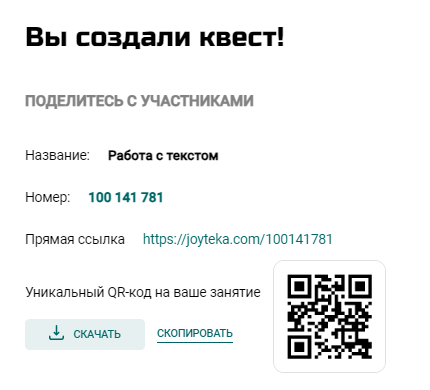 Вы создали квест!
ПОДЕЛИТЕСЬ С УЧАСТНИКАМИ
Название: Работа с текстом
Номер: 100 141 781
Прямая ссылка https://joyteka.com/100141781
Уникальный QR-код на ваше занятие
СКАЧАТЬ СКОПИРОВАТЬ